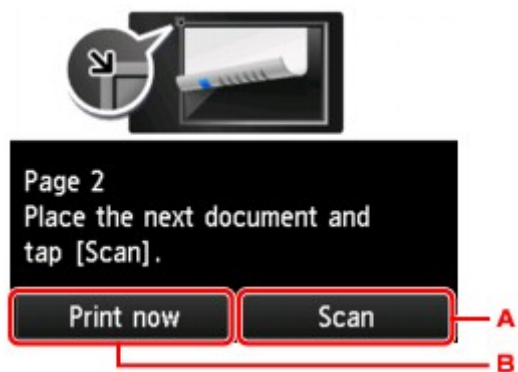 Page 2
Place the next document and
tap [Scan].
Print now
Scan
A
B